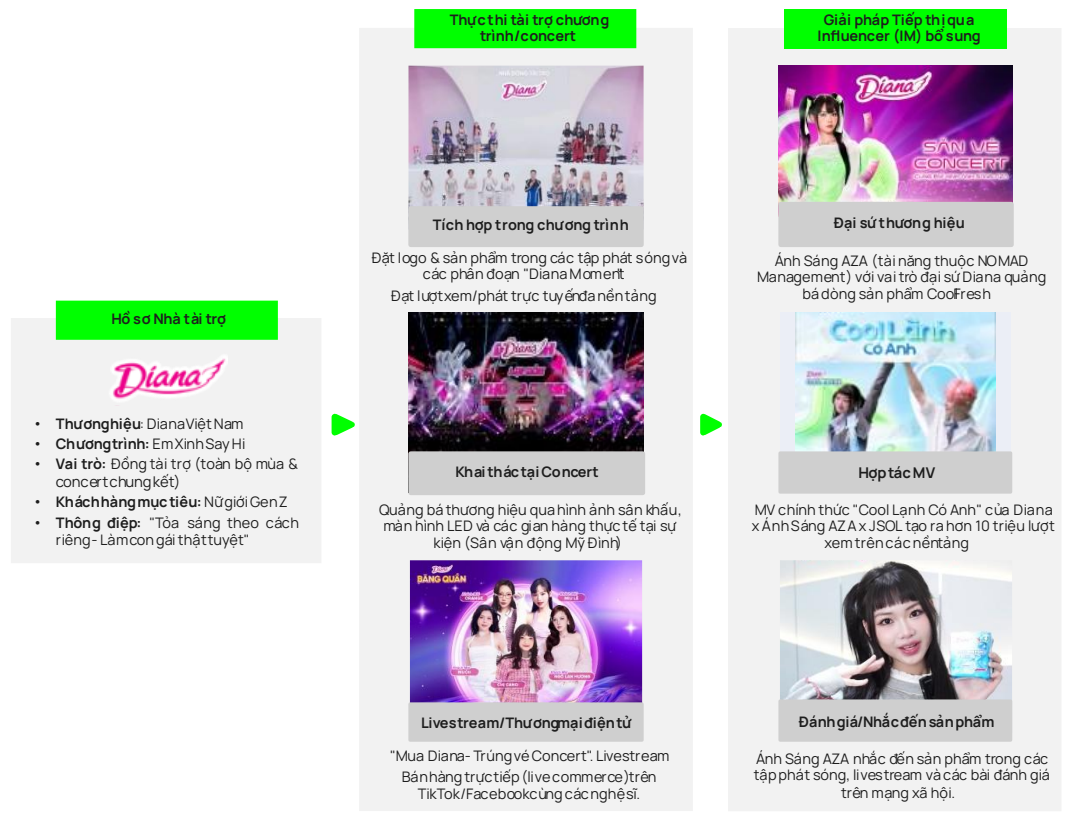 Hồ sơ Nhà tài trợ
Diana
• Thương hiệu: Diana Việt Nam
• Chương trình: Em Xinh Say Hi
• Vai trò: Đồng tài trợ (toàn bộ mùa &
concert chung kết)
• Khách hàng mục tiêu: Nữ giới Gen Z
• Thông điệp: "Tỏa sáng theo cách
riêng - Làm con gái thật tuyệt"
Thực thi tài trợ chương
trình/concert
Diana
Tích hợp trong chương trình
Đặt logo & sản phẩm trong các tập phát sóng và
các phân đoạn "Diana Moment"
Đạt lượt xem/phát trực tuyến đa nền tảng
Diana
Khai thác tại Concert
Quảng bá thương hiệu qua hình ảnh sân khấu,
màn hình LED và các gian hàng thực tế tại sự
kiện (Sân vận động Mỹ Đình)
Diana
BĂNG QUẤN
Livestream/Thương mại điện tử
"Mua Diana - Trúng vé Concert". Livestream
Bán hàng trực tiếp (live commerce) trên
TikTok/Facebook cùng các nghệ sĩ.
Giải pháp Tiếp thị qua
Influencer (IM) bổ sung
Diana
SĂN VÉ
CONCERT
Đại sứ thương hiệu
Ánh Sáng AZA (tài năng thuộc NOMAD
Management) với vai trò đại sứ Diana quảng
bá dòng sản phẩm CoolFresh
Cool Lãnh
Có Anh
Hợp tác MV
MV chính thức "Cool Lạnh Có Anh" của Diana
x Ánh Sáng AZA x JSOL tạo ra hơn 10 triệu lượt
xem trên các nền tảng
Đánh giá/Nhắc đến sản phẩm
Ánh Sáng AZA nhắc đến sản phẩm trong các
tập phát sóng, livestream và các bài đánh giá
trên mạng xã hội.